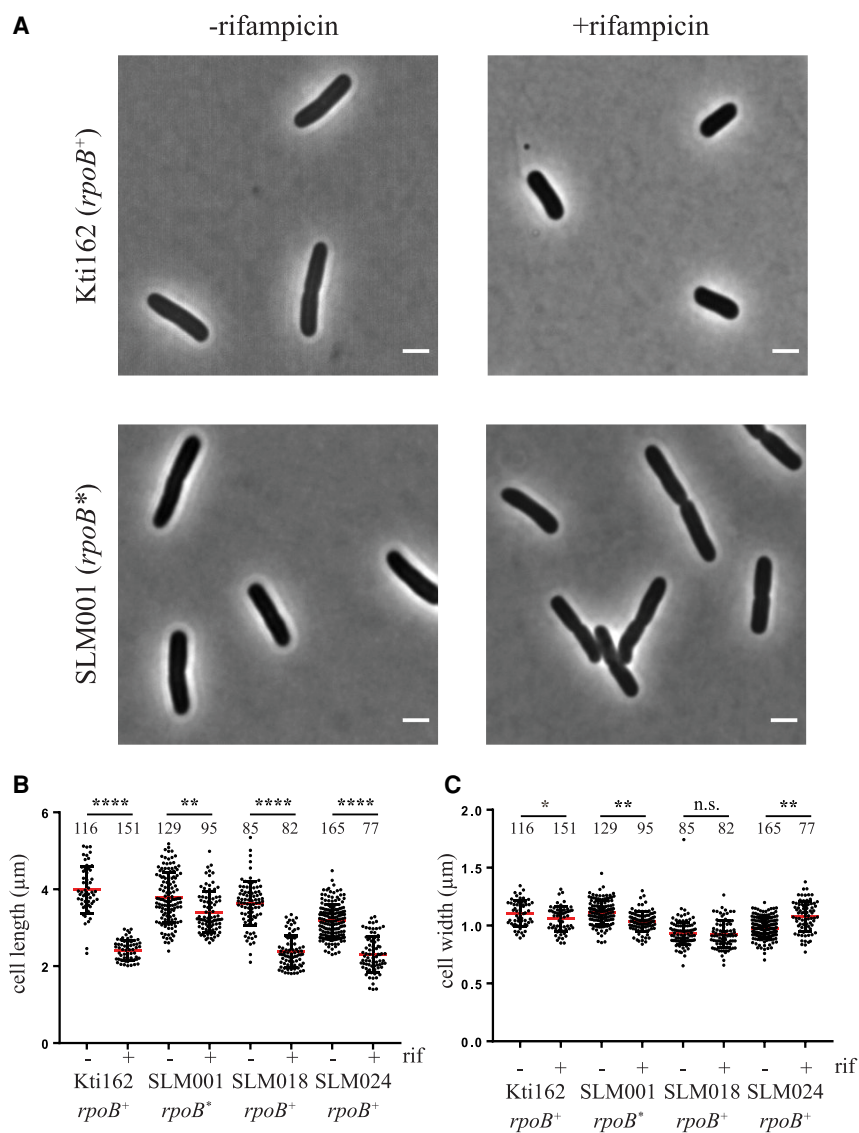 A
-rifampicin
+rifampicin
Kti162 (rpoB+)
SLM001 (rpoB*)
B
**** ** **** ****
116 151 129 95 85 82 165 77
6
4
2
0
cell length (µm)
- + - + - + - + rif
Kti162 SLM001 SLM018 SLM024
rpoB+ rpoB* rpoB+ rpoB+
C
* ** n.s. **
116 151 129 95 85 82 165 77
2.0
1.5
1.0
0.5
0.0
cell width (µm)
- + - + - + - + rif
Kti162 SLM001 SLM018 SLM024
rpoB+ rpoB* rpoB+ rpoB+